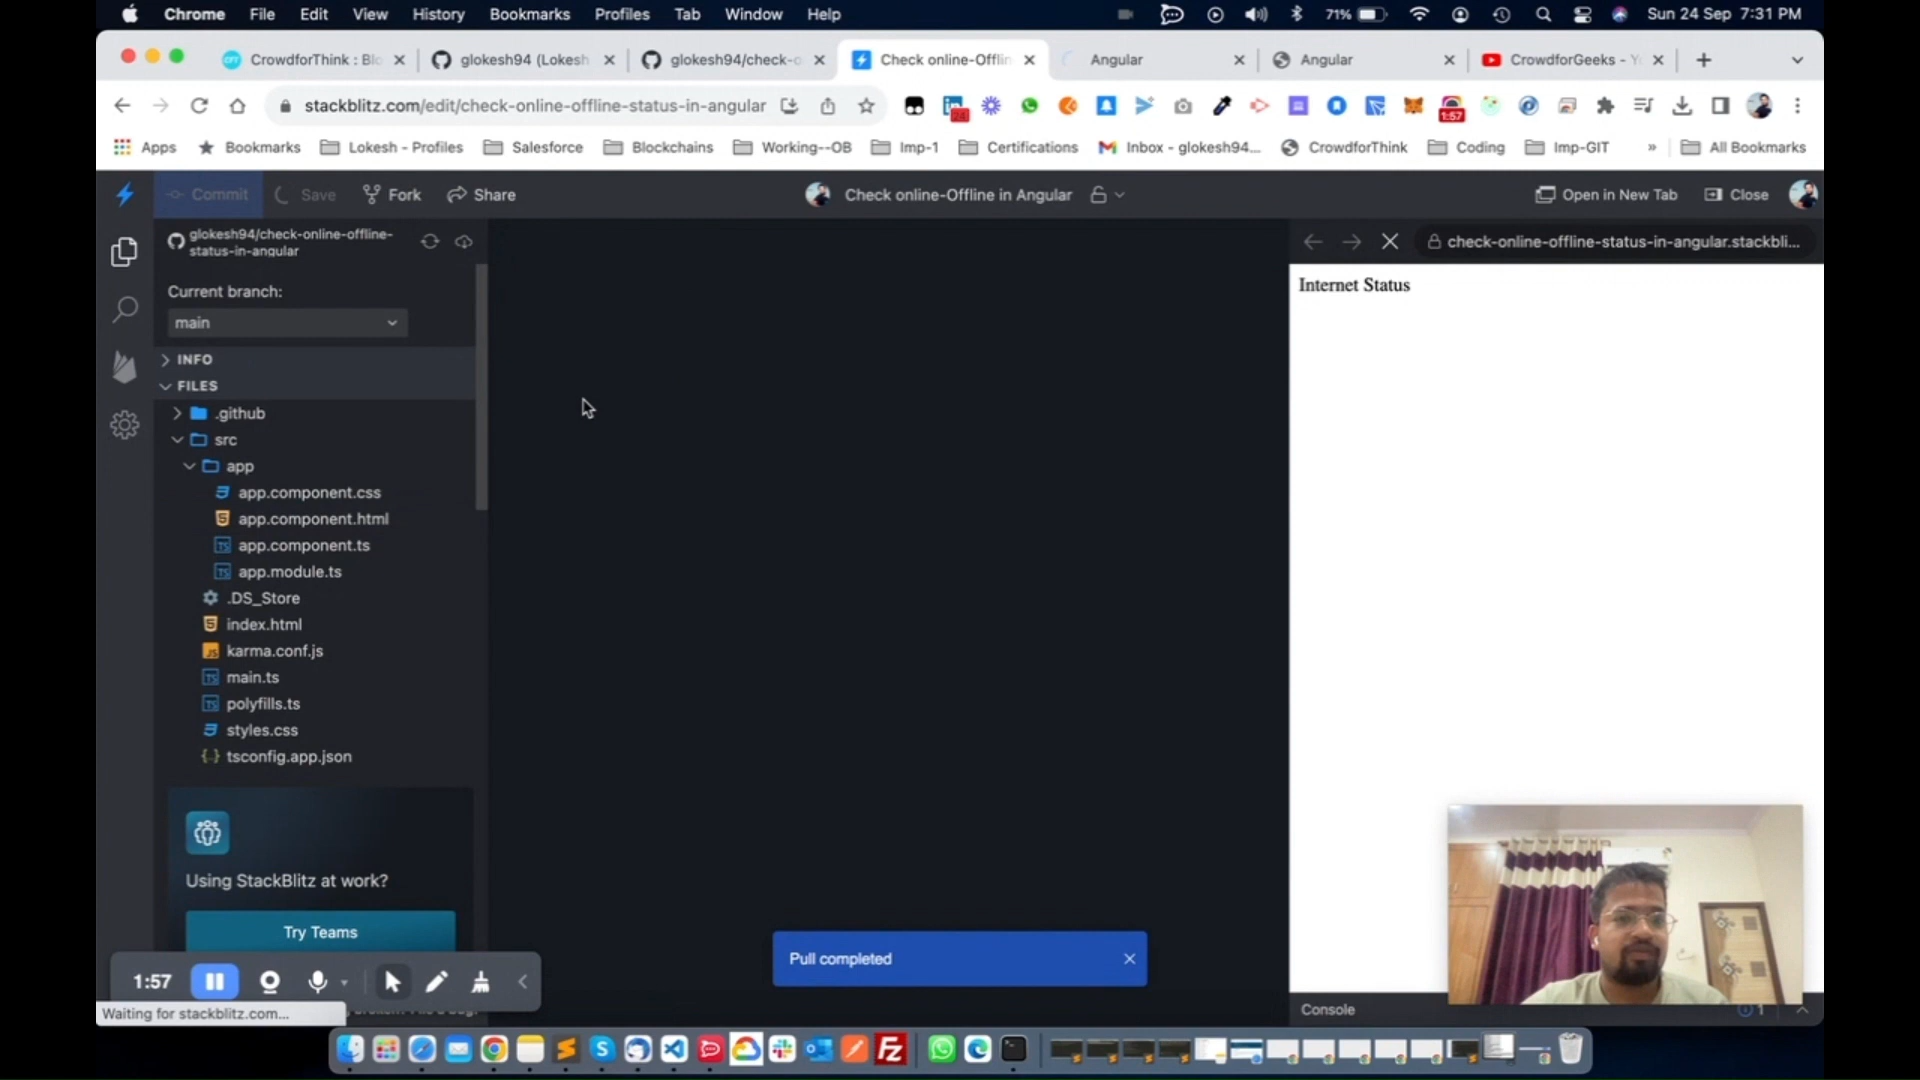 Chrome File Edit View History Bookmarks Profiles Tab Window Help
71% Sun 24 Sep 7:31 PM
CrowdforThink : Blo
glokesh94 (Lokesh
glokesh94/check-o
Check online-Offlin
Angular
Angular
CrowdforGeeks - Y
stackblitz.com/edit/check-online-offline-status-in-angular
24
1:57
Apps Bookmarks Lokesh - Profiles Salesforce Blockchains Working--OB Imp-1 Certifications Inbox - glokesh94... CrowdforThink Coding Imp-GIT » All Bookmarks
Commit Save Fork Share
Check online-Offline in Angular
Open in New Tab Close
glokesh94/check-online-offline-
status-in-angular
check-online-offline-status-in-angular.stackbli...
Current branch:
main
INFO
FILES
.github
src
app
app.component.css
app.component.html
app.component.ts
app.module.ts
.DS_Store
index.html
karma.conf.js
main.ts
polyfills.ts
styles.css
tsconfig.app.json
Internet Status
Using StackBlitz at work?
Try Teams
Pull completed
1:57
Waiting for stackblitz.com...
Console
1